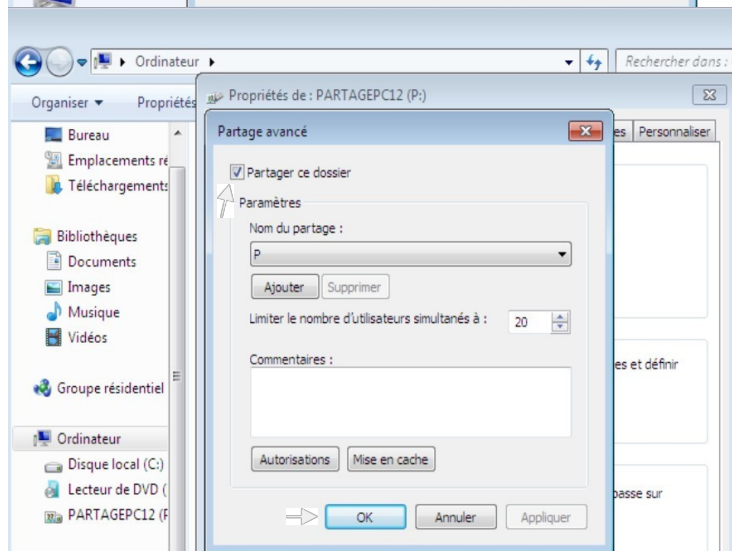 Ordinateur
Rechercher dans :
Organiser
Propriétés
Propriétés de : PARTAGEPC12 (P:)
Personnaliser
Bureau
Emplacements ré
Téléchargements
Bibliothèques
Documents
Images
Musique
Vidéos
Groupe résidentiel
Ordinateur
Disque local (C:)
Lecteur de DVD (
PARTAGEPC12 (P
Partage avancé
Partager ce dossier
Paramètres
Nom du partage :
P
Ajouter Supprimer
Limiter le nombre d'utilisateurs simultanés à : 20
Commentaires :
Autorisations Mise en cache
OK Annuler Appliquer
es et définir
passe sur